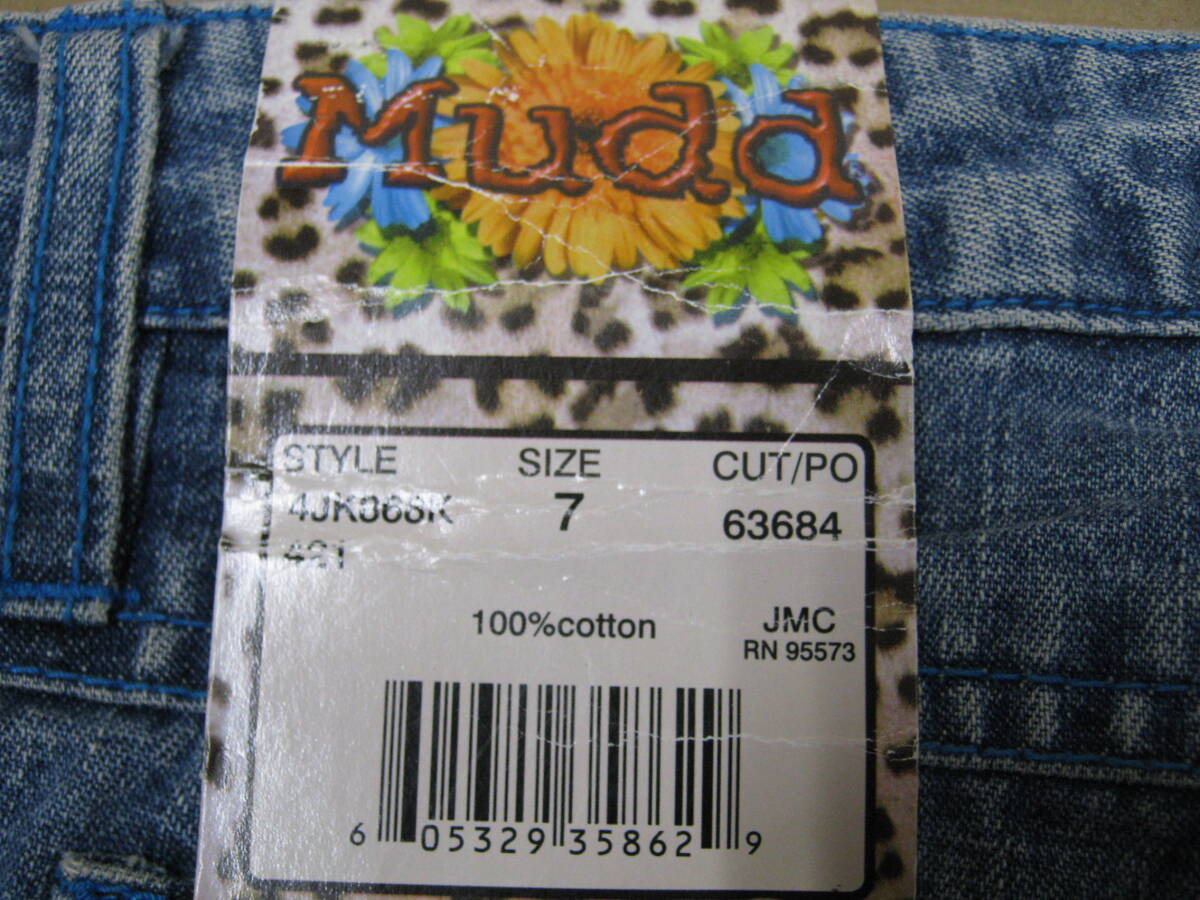 Mudd
STYLE SIZE CUT/PO
7 63684
100%cotton JMC
RN 95573
6 05329 35862 9